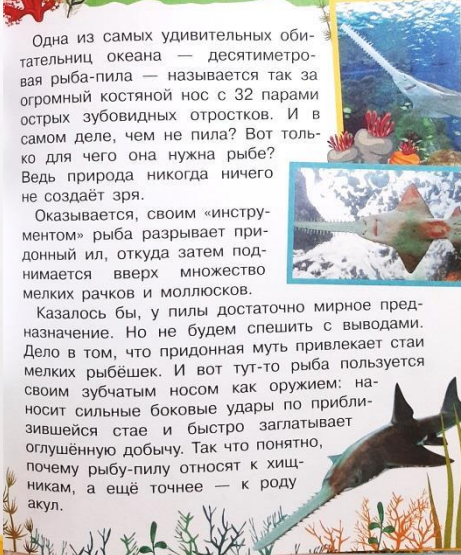 Одна из самых удивительных оби-
тательниц океана — десятиметро-
вая рыба-пила — называется так за
огромный костяной нос с 32 парами
острых зубовидных отростков. И в
самом деле, чем не пила? Вот толь-
ко для чего она нужна рыбе?
Ведь природа никогда ничего
не создаёт зря.
Оказывается, своим «инстру-
ментом» рыба разрывает при-
донный ил, откуда затем под-
нимается вверх множество
мелких рачков и моллюсков.
Казалось бы, у пилы достаточно мирное пред-
назначение. Но не будем спешить с выводами.
Дело в том, что придонная муть привлекает стаи
мелких рыбёшек. И вот тут-то рыба пользуется
своим зубчатым носом как оружием: на-
носит сильные боковые удары по прибли-
зившейся стае и быстро заглатывает
оглушённую добычу. Так что понятно,
почему рыбу-пилу относят к хищ-
никам, а ещё точнее — к роду
акул.